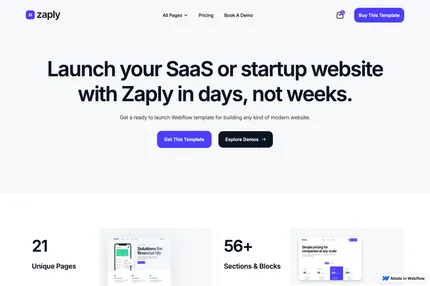 zaply
All Pages
Pricing
Book A Demo
Buy This Template
Launch your SaaS or startup website
with Zaply in days, not weeks.
Get a ready to launch Webflow template for building any kind of modern website.
Get This Template
Explore Demos →
21
Unique Pages
Solutions for
financial life
56+
Sections & Blocks
Simple pricing for
companies at any scale
Made in Webflow